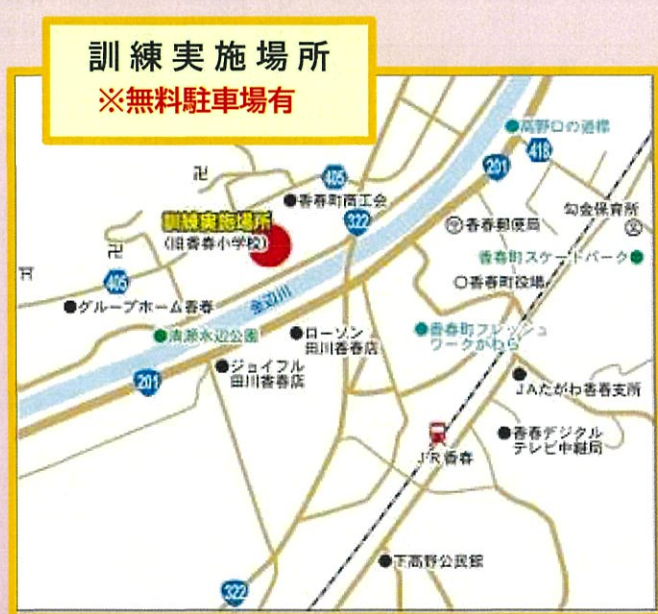 訓練実施場所
※無料駐車場有
高野口の道標
418
201
卍
405
香春町商工会
勾金保育所
322
香春郵便局
訓練実施場所
(旧香春小学校)
香春町スケートパーク
卍
405
香春町役場
金辺川
グループホーム香春
清瀬水辺公園
ローソン
田川香春店
香春町フレッシュ
ワークかわら
ジョイフル
田川香春店
201
JAたがわ香春支所
JR香春
香春デジタル
テレビ中継局
下高野公民館
322